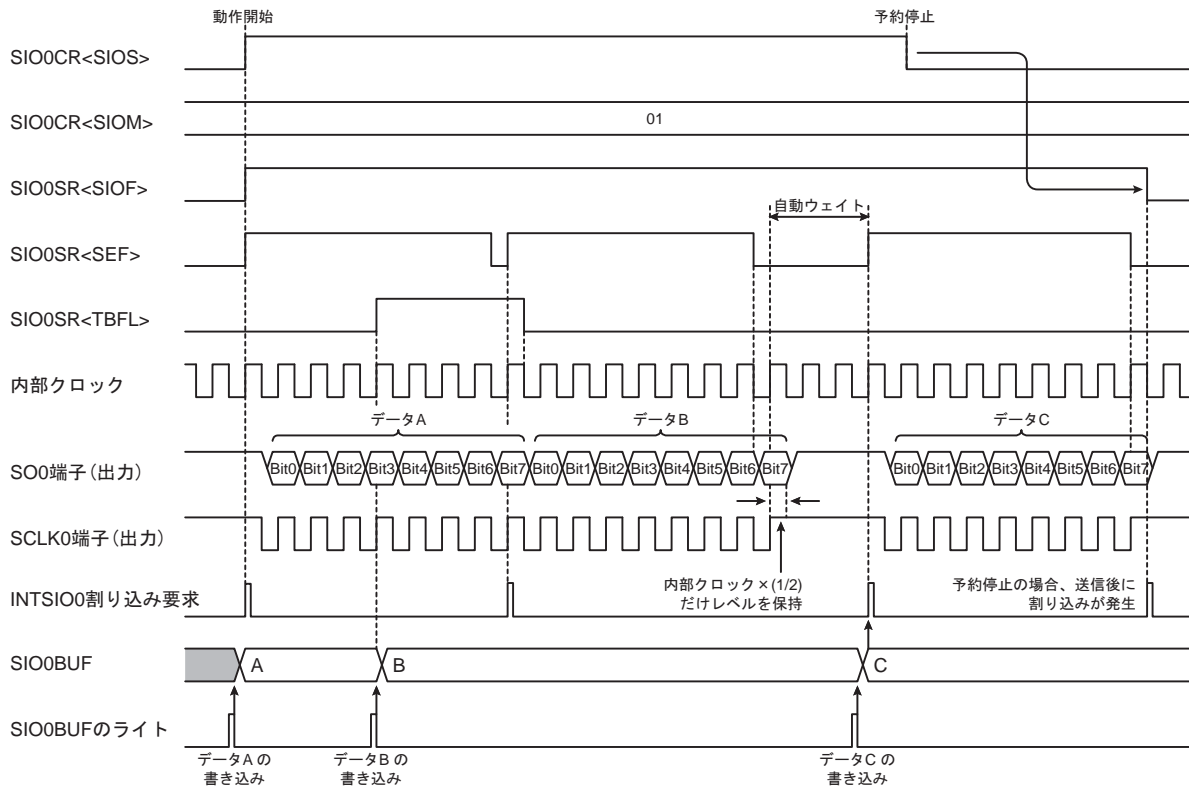 動作開始
予約停止
SIO0CR<SIOS>
SIO0CR<SIOM>
01
SIO0SR<SIOF>
自動ウェイト
SIO0SR<SEF>
SIO0SR<TBFL>
内部クロック
データA
データB
データC
SO0端子(出力)
Bit0 Bit1 Bit2 Bit3 Bit4 Bit5 Bit6 Bit7 Bit0 Bit1 Bit2 Bit3 Bit4 Bit5 Bit6 Bit7 Bit0 Bit1 Bit2 Bit3 Bit4 Bit5 Bit6 Bit7
SCLK0端子(出力)
内部クロック×(1/2)
だけレベルを保持
予約停止の場合、送信後に
割り込みが発生
INTSIO0割り込み要求
SIO0BUF
A
B
C
SIO0BUFのライト
データA の
書き込み
データB の
書き込み
データC の
書き込み